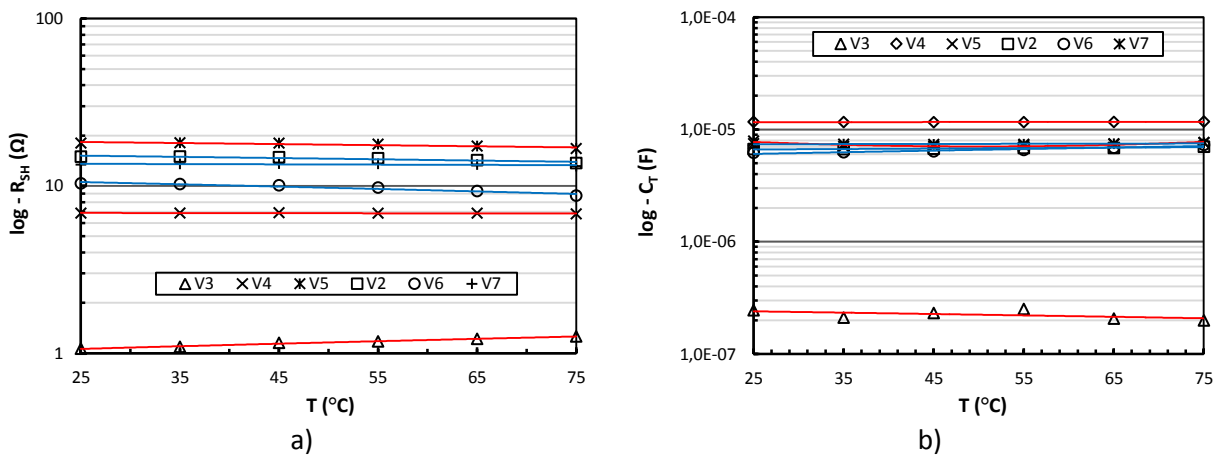 100
10
1
log - R_SH (Ω)
V3 V4 V5 V2 V6 V7
25 35 45 55 65 75
T (°C)
a)
1,0E-04
1,0E-05
1,0E-06
1,0E-07
log - C_T (F)
V3 V4 V5 V2 V6 V7
25 35 45 55 65 75
T (°C)
b)